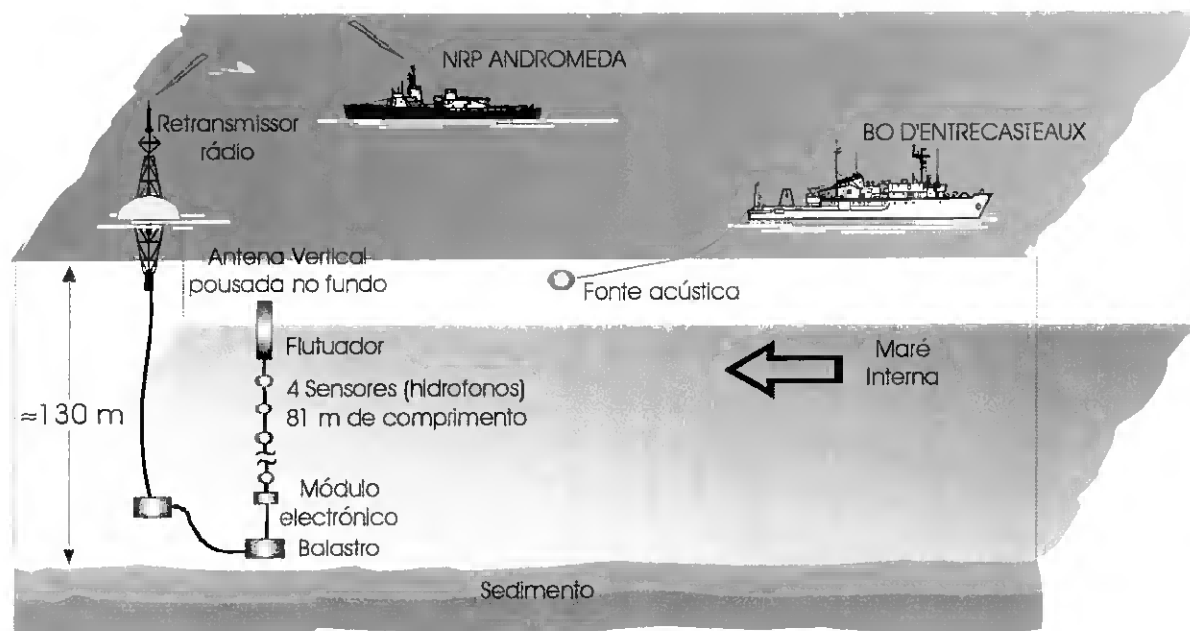 NRP ANDROMEDA
Retransmissor
rádio
BO D'ENTRECASTEAUX
Antena Vertical
pousada no fundo
Fonte acústica
Flutuador
4 Sensores (hidrofonos)
81 m de comprimento
Maré
Interna
≈130 m
Módulo
electrónico
Balastro
Sedimento